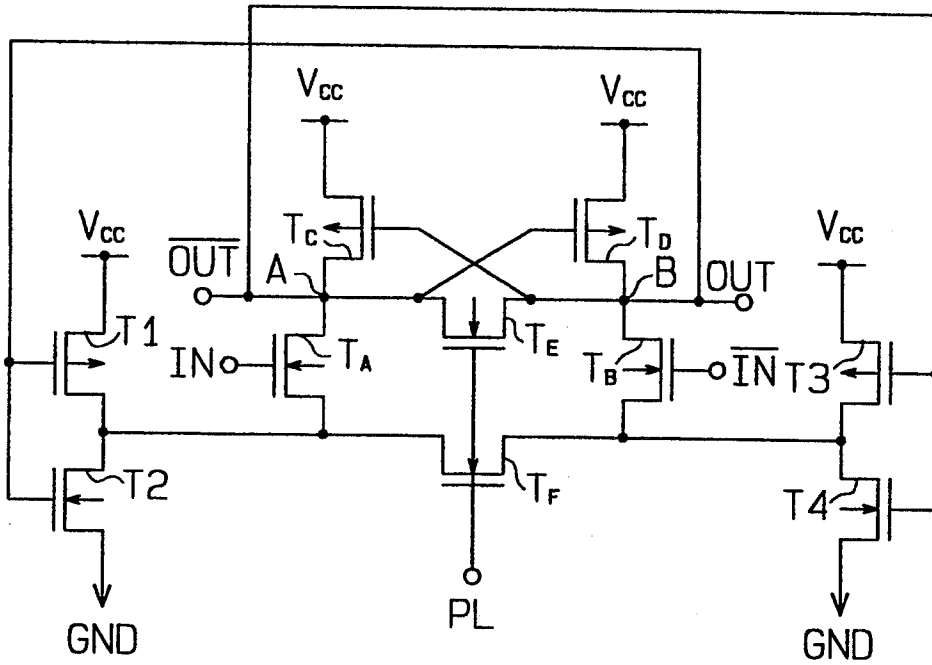 Vcc
Vcc
Vcc
Vcc
TC
TD
OUT
A
B
OUT
T1
IN
TA
TE
TB
IN
T3
T2
TF
T4
PL
GND
GND